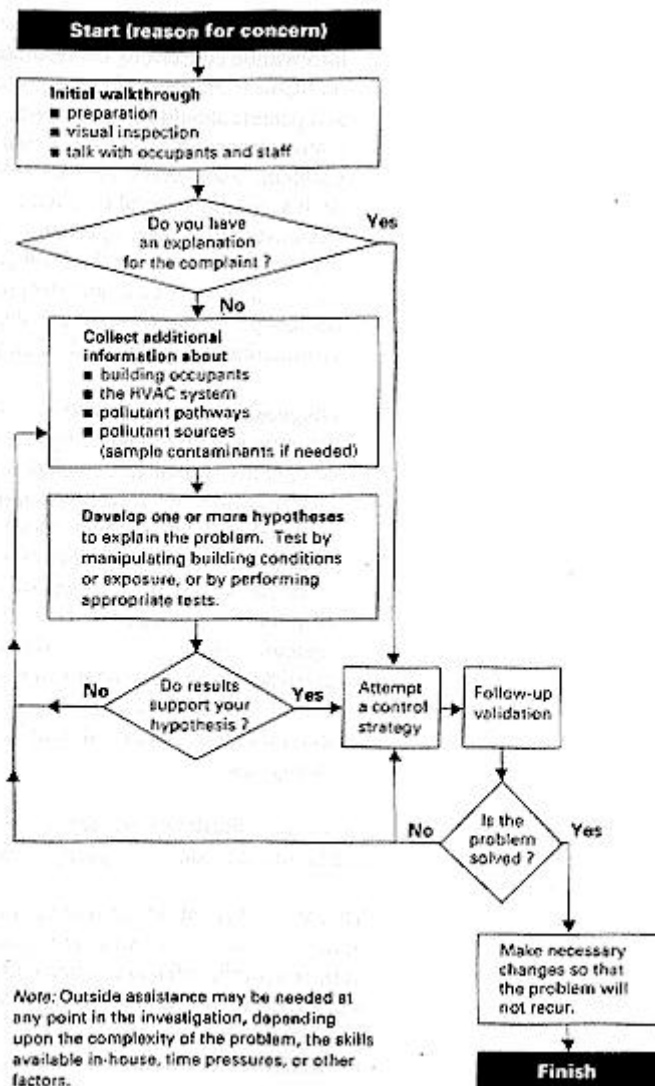 Start (reason for concern)
Initial walkthrough
■ preparation
■ visual inspection
■ talk with occupants and staff
Do you have
an explanation
for the complaint ?
Yes
No
Collect additional
information about
■ building occupants
■ the HVAC system
■ pollutant pathways
■ pollutant sources
(sample contaminants if needed)
Develop one or more hypotheses
to explain the problem. Test by
manipulating building conditions
or exposure, or by performing
appropriate tests.
No
Do results
support your
hypothesis ?
Yes
Attempt
a control
strategy
Follow-up
validation
No
Is the
problem
solved ?
Yes
Make necessary
changes so that
the problem will
not recur.
Finish
Note: Outside assistance may be needed at
any point in the investigation, depending
upon the complexity of the problem, the skills
available in-house, time pressures, or other
factors.